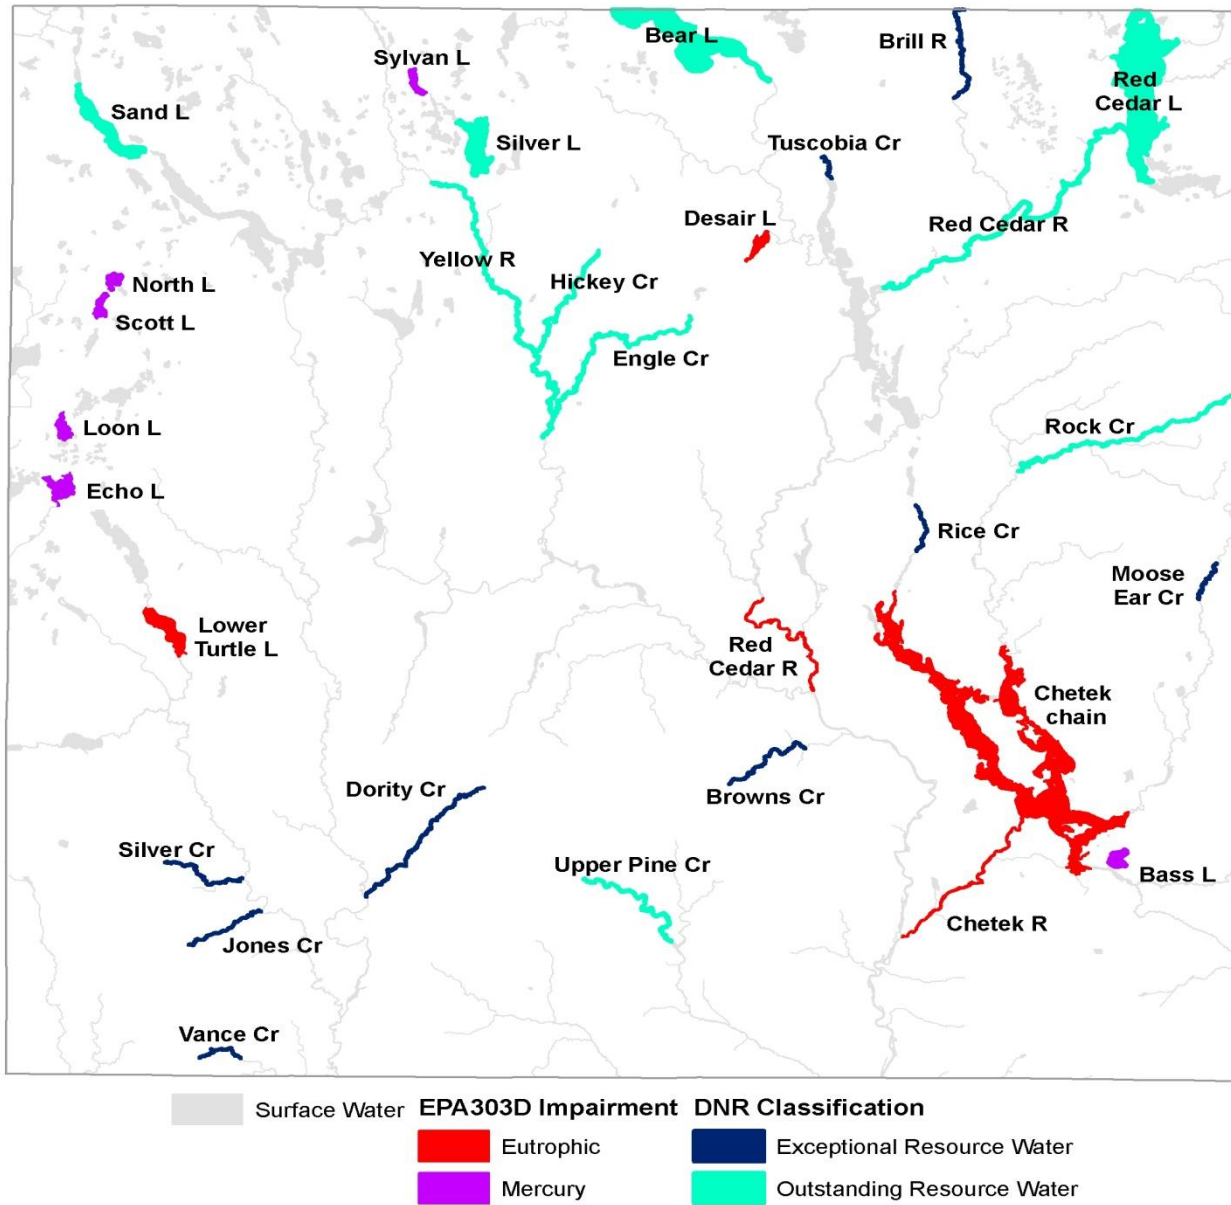 Bear L
Brill R
Sylvan L
Red
Cedar L
Sand L
Silver L
Tuscobia Cr
Desair L
Red Cedar R
Yellow R
Hickey Cr
North L
Scott L
Engle Cr
Loon L
Rock Cr
Echo L
Rice Cr
Moose
Ear Cr
Lower
Turtle L
Red
Cedar R
Chetek
chain
Dority Cr
Browns Cr
Silver Cr
Upper Pine Cr
Bass L
Jones Cr
Chetek R
Vance Cr
Surface Water
EPA303D Impairment
Eutrophic
Mercury
DNR Classification
Exceptional Resource Water
Outstanding Resource Water